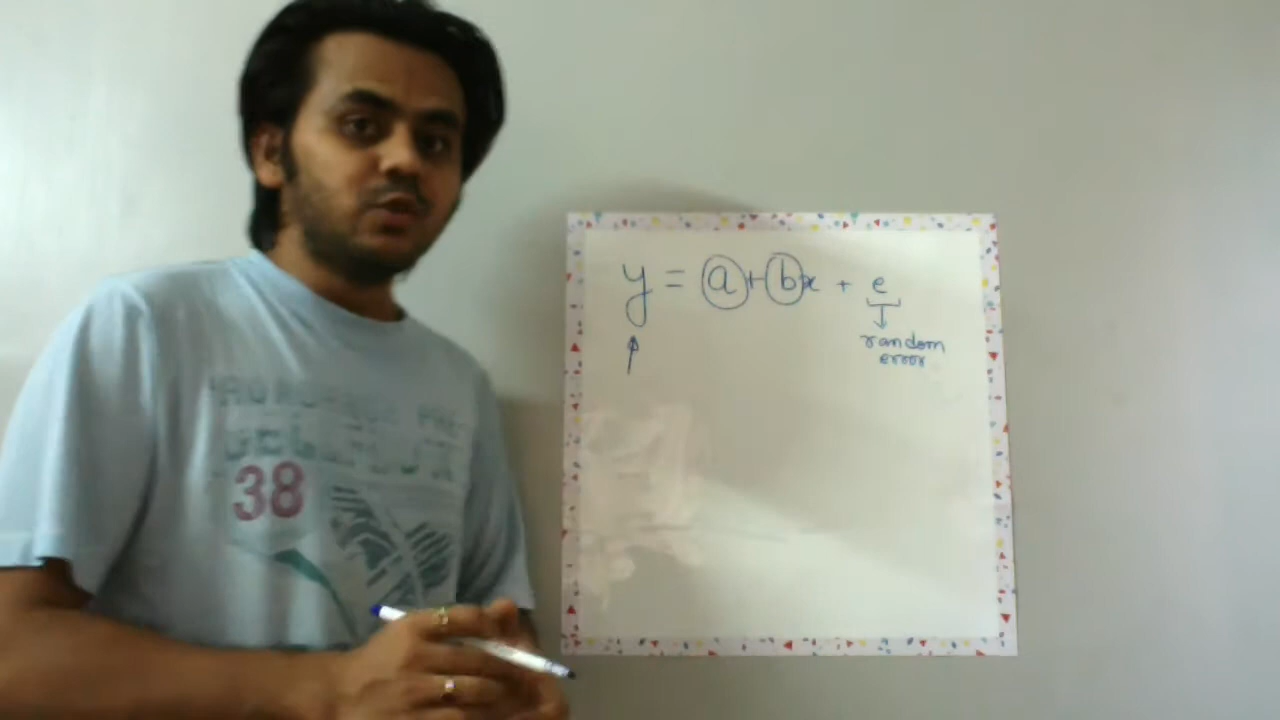 y = a + bx + e
random
error
38